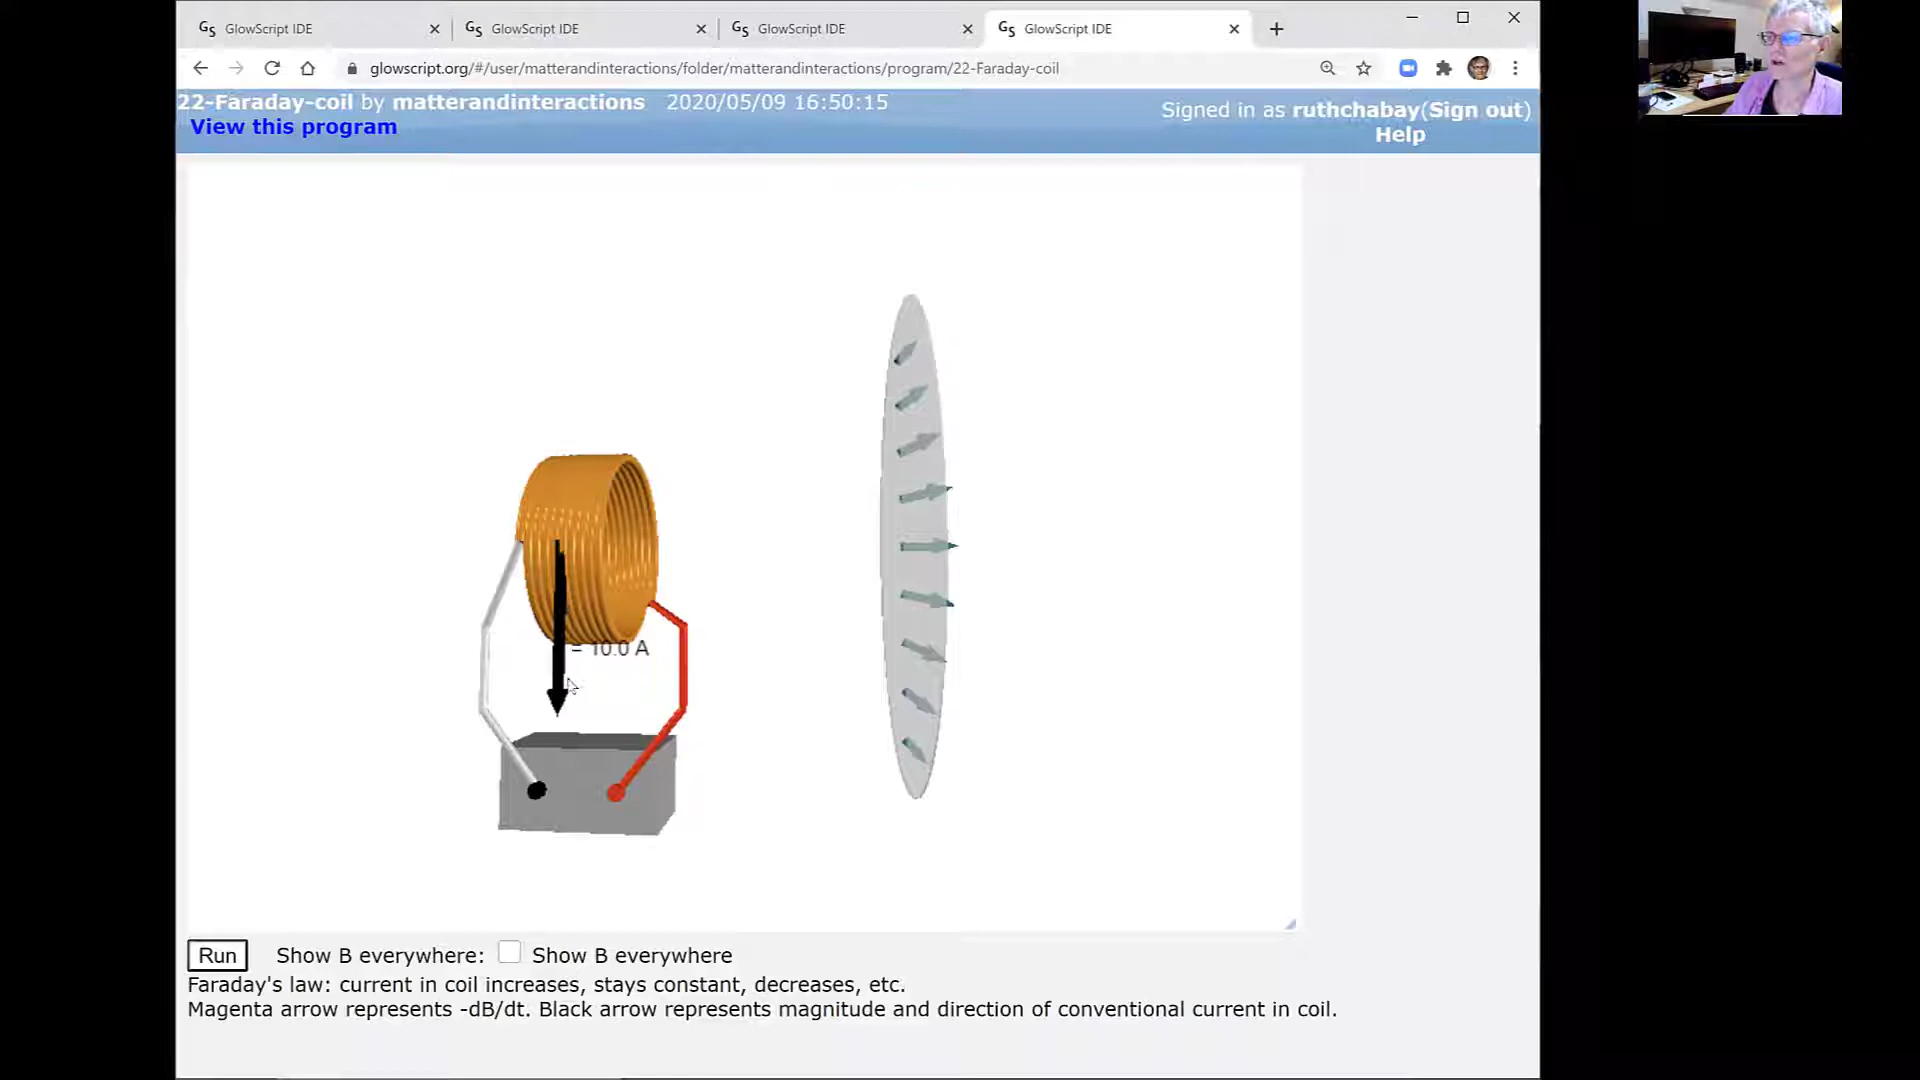 GlowScript IDE
GlowScript IDE
GlowScript IDE
GlowScript IDE
glowscript.org/#/user/matterandinteractions/folder/matterandinteractions/program/22-Faraday-coil
22-Faraday-coil by matterandinteractions 2020/05/09 16:50:15
View this program
Signed in as ruthchabay(Sign out)
Help
= 10.0 A
Run Show B everywhere: Show B everywhere
Faraday's law: current in coil increases, stays constant, decreases, etc.
Magenta arrow represents -dB/dt. Black arrow represents magnitude and direction of conventional current in coil.